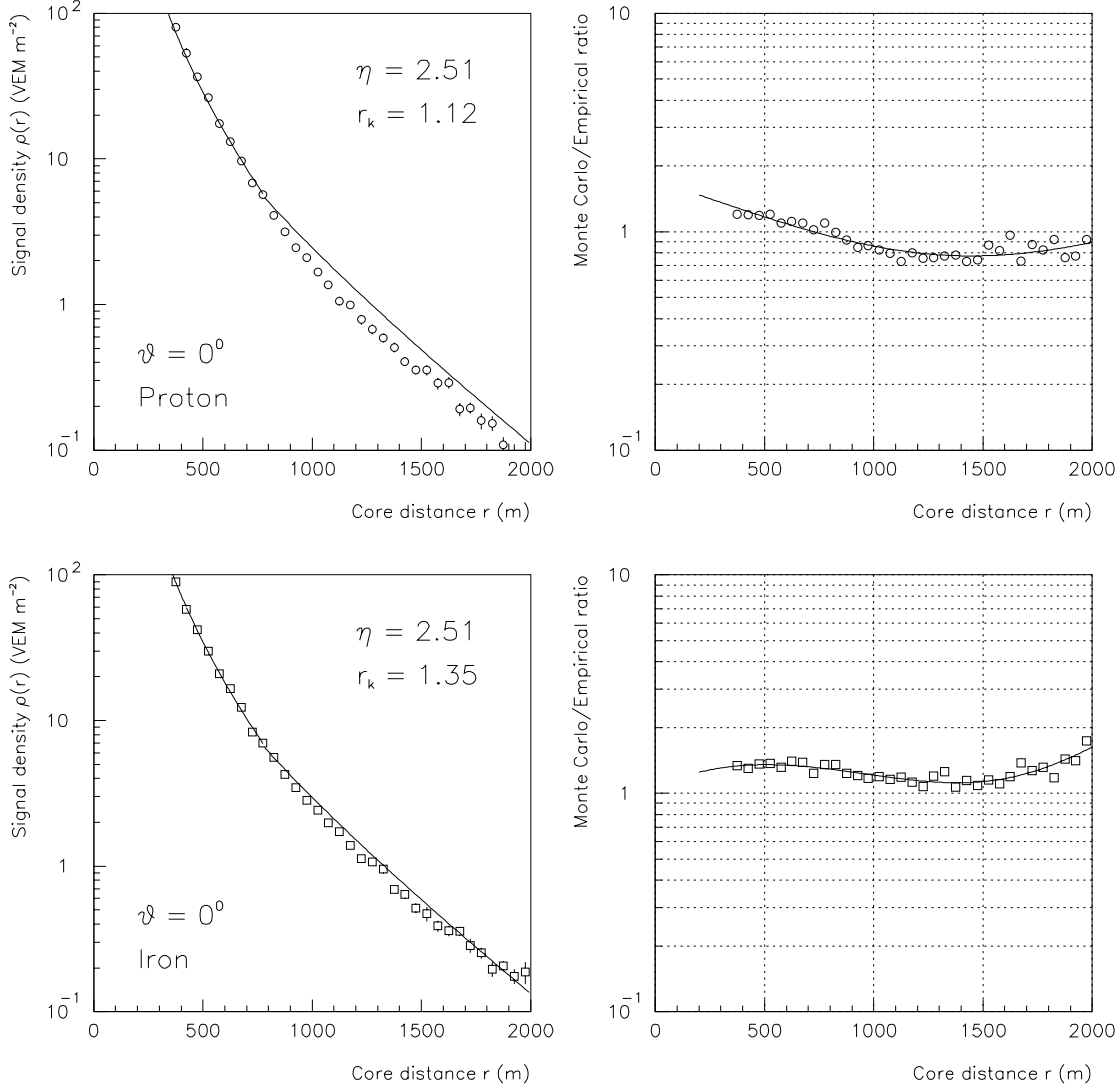 Signal density ρ(r) (VEM m⁻²)
10²
10
1
10⁻¹
η = 2.51
rₖ = 1.12
ϑ = 0⁰
Proton
0 500 1000 1500 2000
Core distance r (m)
Monte Carlo/Empirical ratio
10
1
10⁻¹
0 500 1000 1500 2000
Core distance r (m)
Signal density ρ(r) (VEM m⁻²)
10²
10
1
10⁻¹
η = 2.51
rₖ = 1.35
ϑ = 0⁰
Iron
0 500 1000 1500 2000
Core distance r (m)
Monte Carlo/Empirical ratio
10
1
10⁻¹
0 500 1000 1500 2000
Core distance r (m)